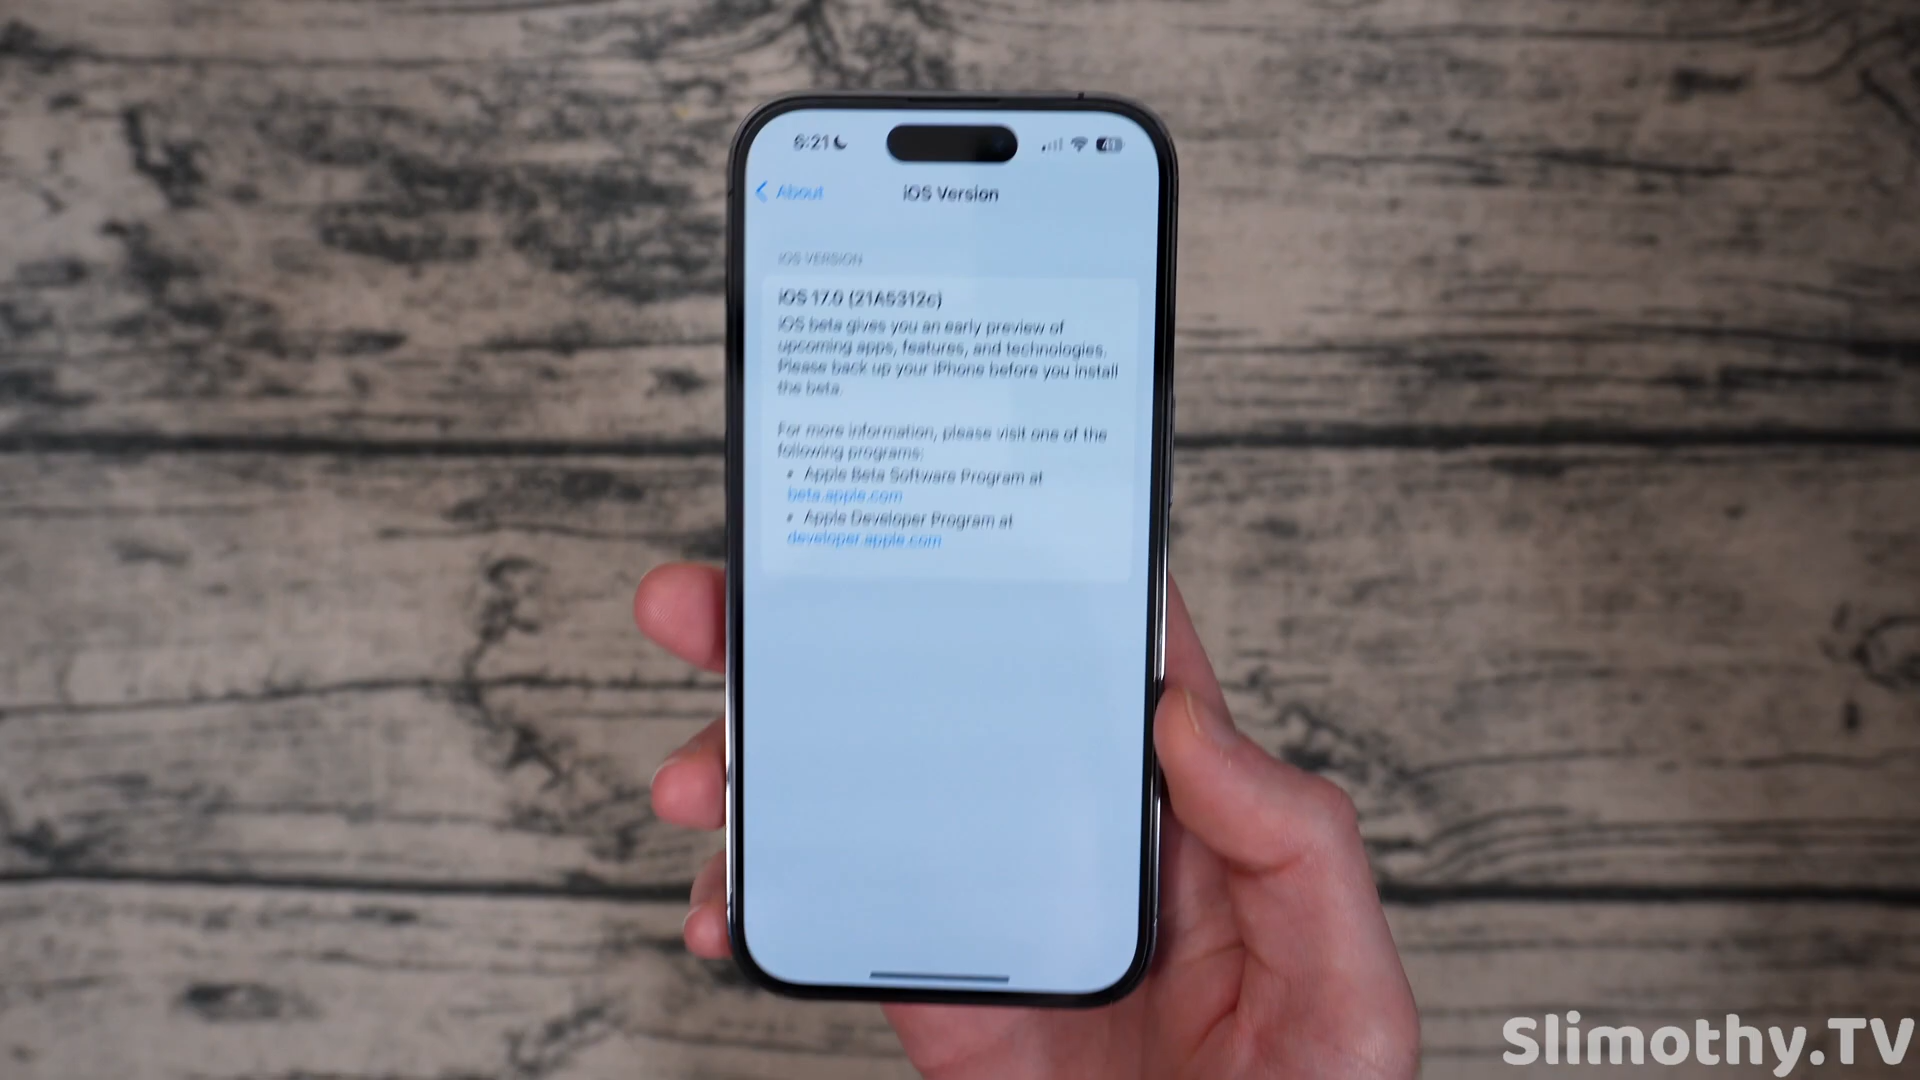 6:21
41
About
iOS Version
IOS VERSION
iOS 17.0 (21A5312c)
iOS beta gives you an early preview of
upcoming apps, features, and technologies.
Please back up your iPhone before you install
the beta.
For more information, please visit one of the
following programs:
• Apple Beta Software Program at
beta.apple.com
• Apple Developer Program at
developer.apple.com
Slimothy.TV